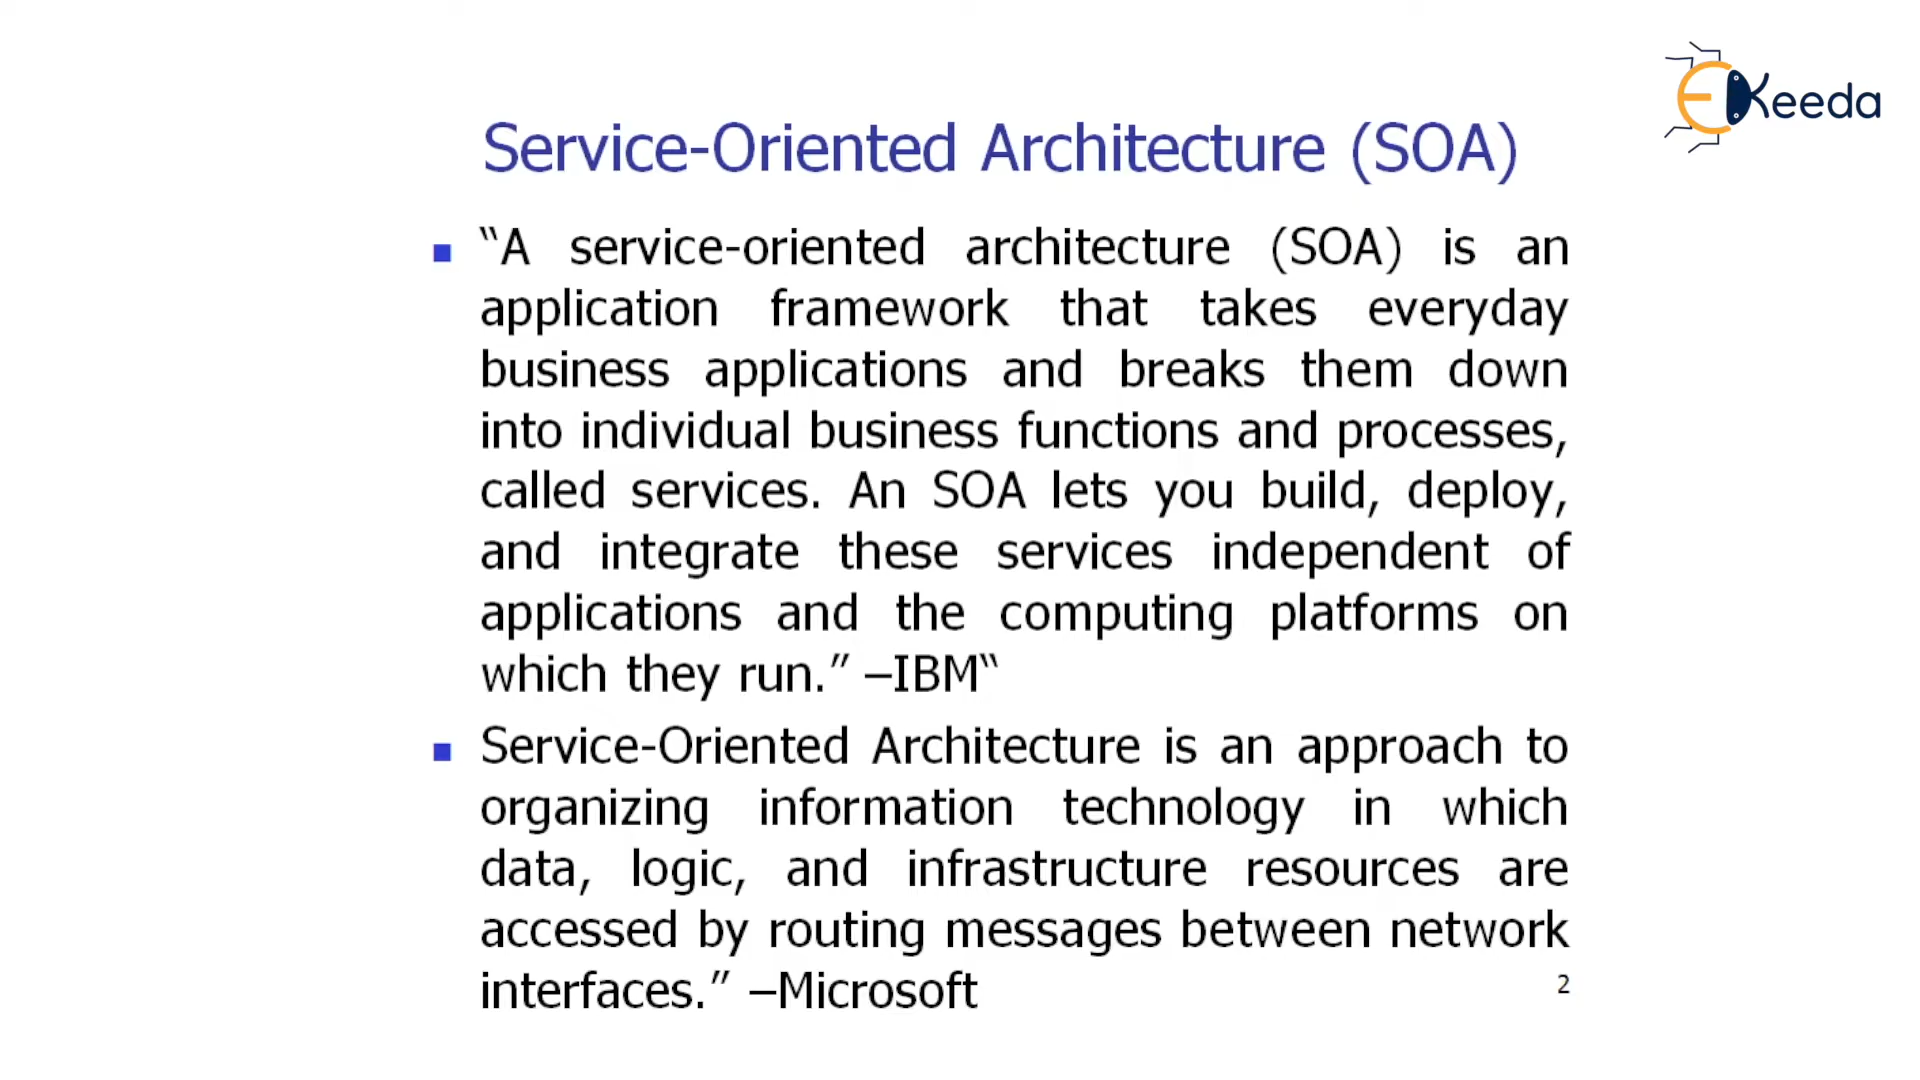 EKeeda
Service-Oriented Architecture (SOA)
“A service-oriented architecture (SOA) is an
application framework that takes everyday
business applications and breaks them down
into individual business functions and processes,
called services. An SOA lets you build, deploy,
and integrate these services independent of
applications and the computing platforms on
which they run.” –IBM“
Service-Oriented Architecture is an approach to
organizing information technology in which
data, logic, and infrastructure resources are
accessed by routing messages between network
interfaces.” –Microsoft
2